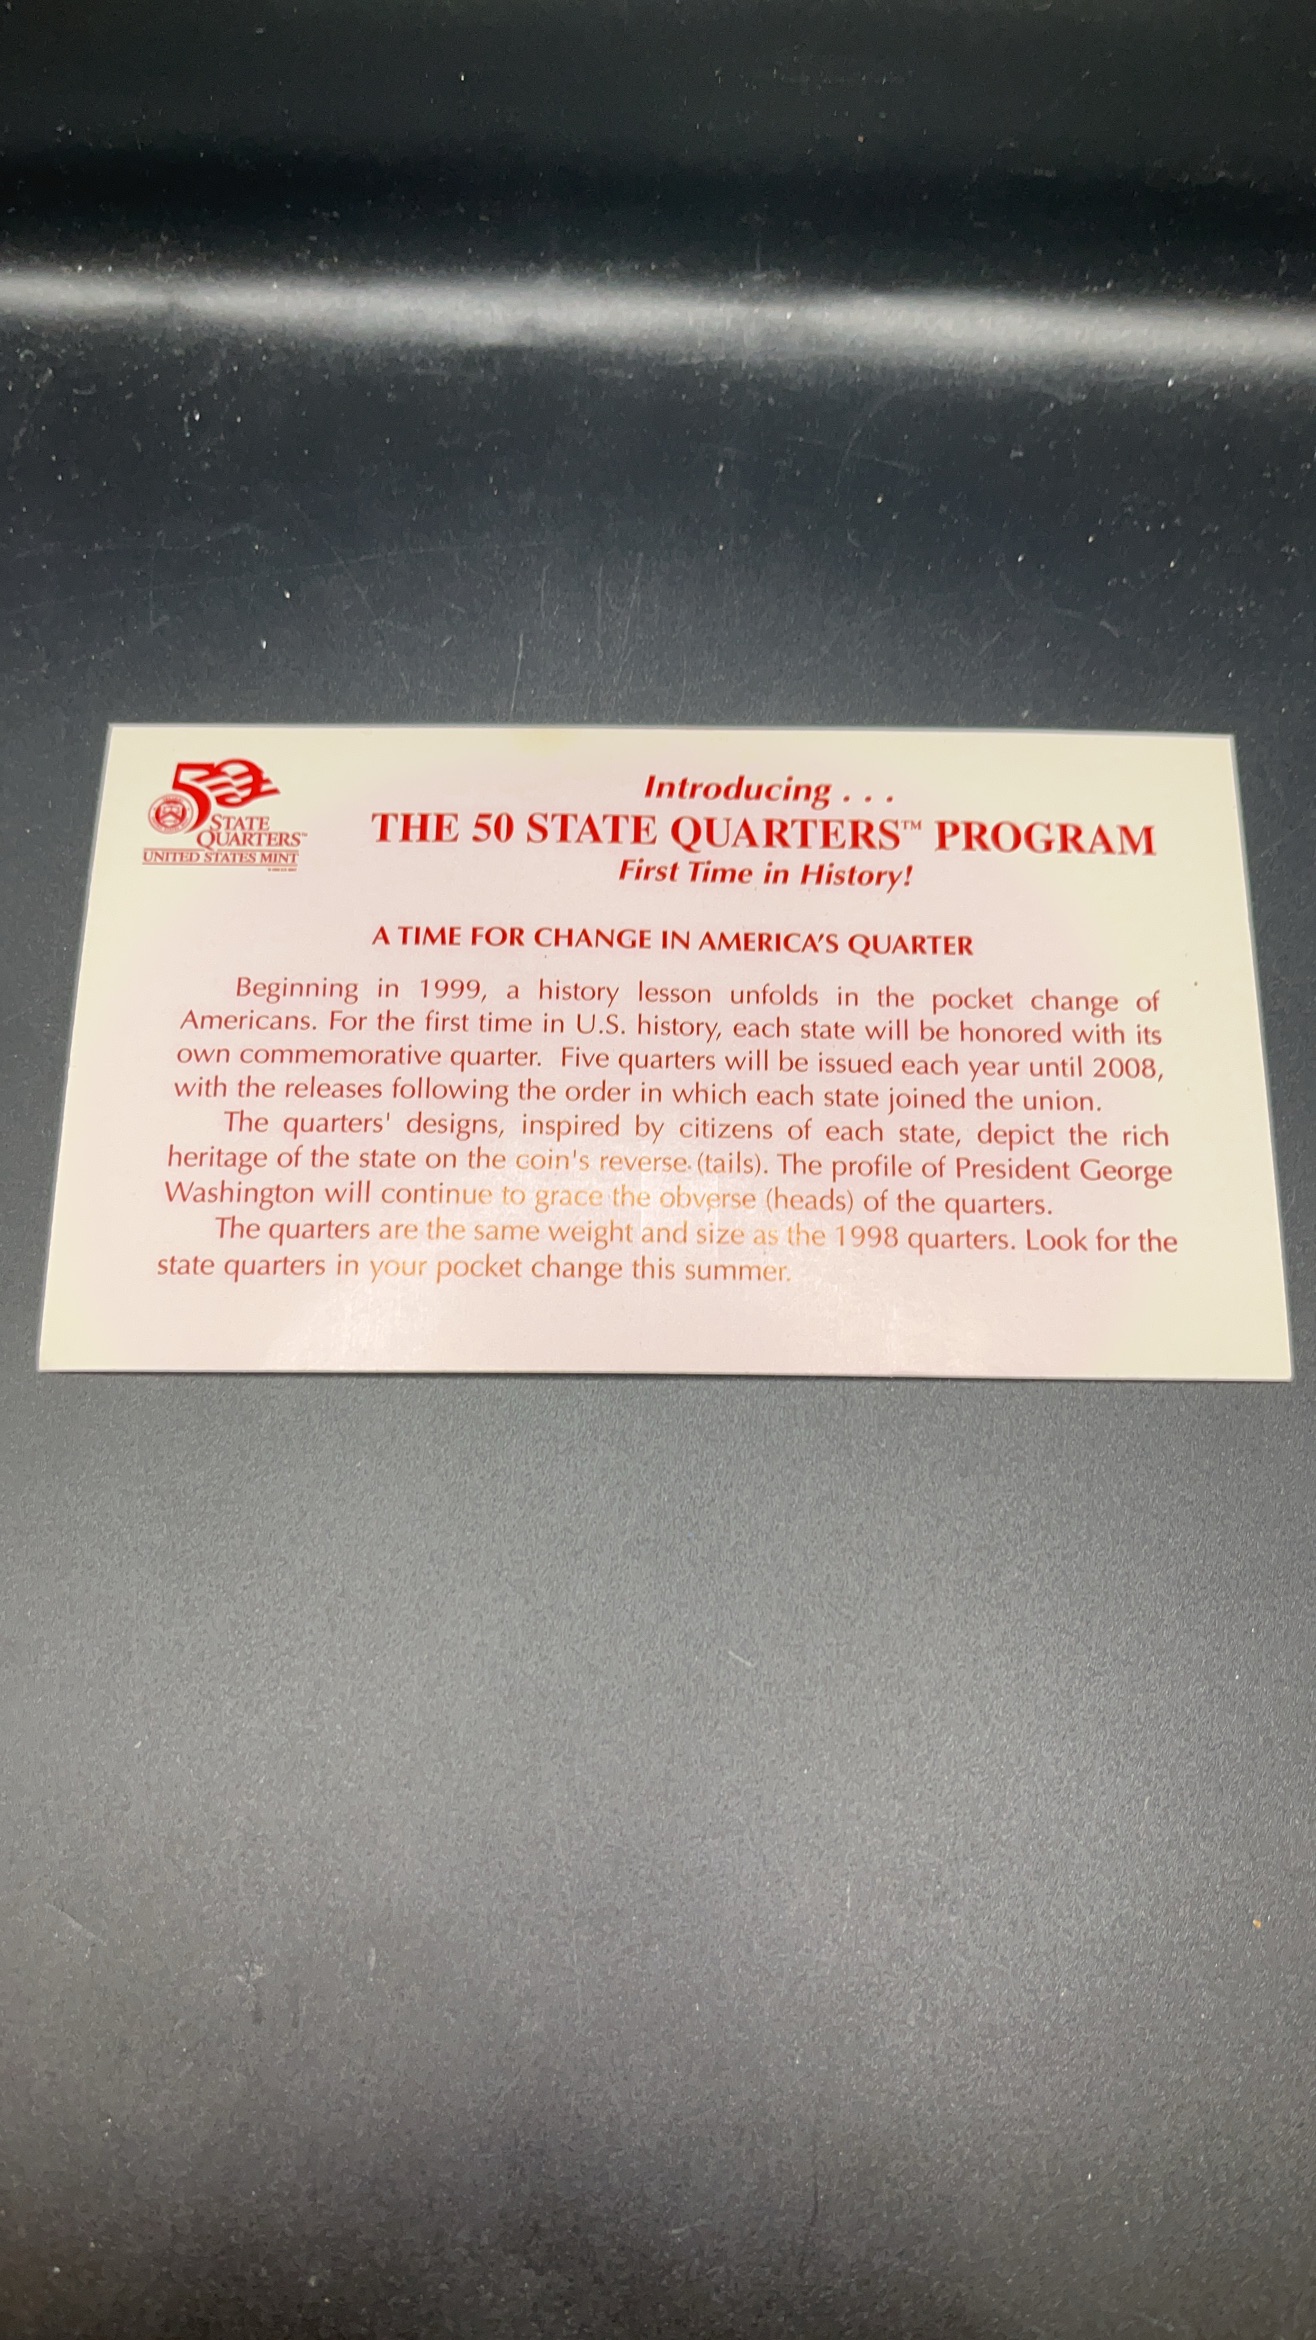 50
STATE
QUARTERS™
UNITED STATES MINT
Introducing . . .
THE 50 STATE QUARTERS™ PROGRAM
First Time in History!
A TIME FOR CHANGE IN AMERICA'S QUARTER
Beginning in 1999, a history lesson unfolds in the pocket change of
Americans. For the first time in U.S. history, each state will be honored with its
own commemorative quarter. Five quarters will be issued each year until 2008,
with the releases following the order in which each state joined the union.
The quarters' designs, inspired by citizens of each state, depict the rich
heritage of the state on the coin's reverse (tails). The profile of President George
Washington will continue to grace the obverse (heads) of the quarters.
The quarters are the same weight and size as the 1998 quarters. Look for the
state quarters in your pocket change this summer.